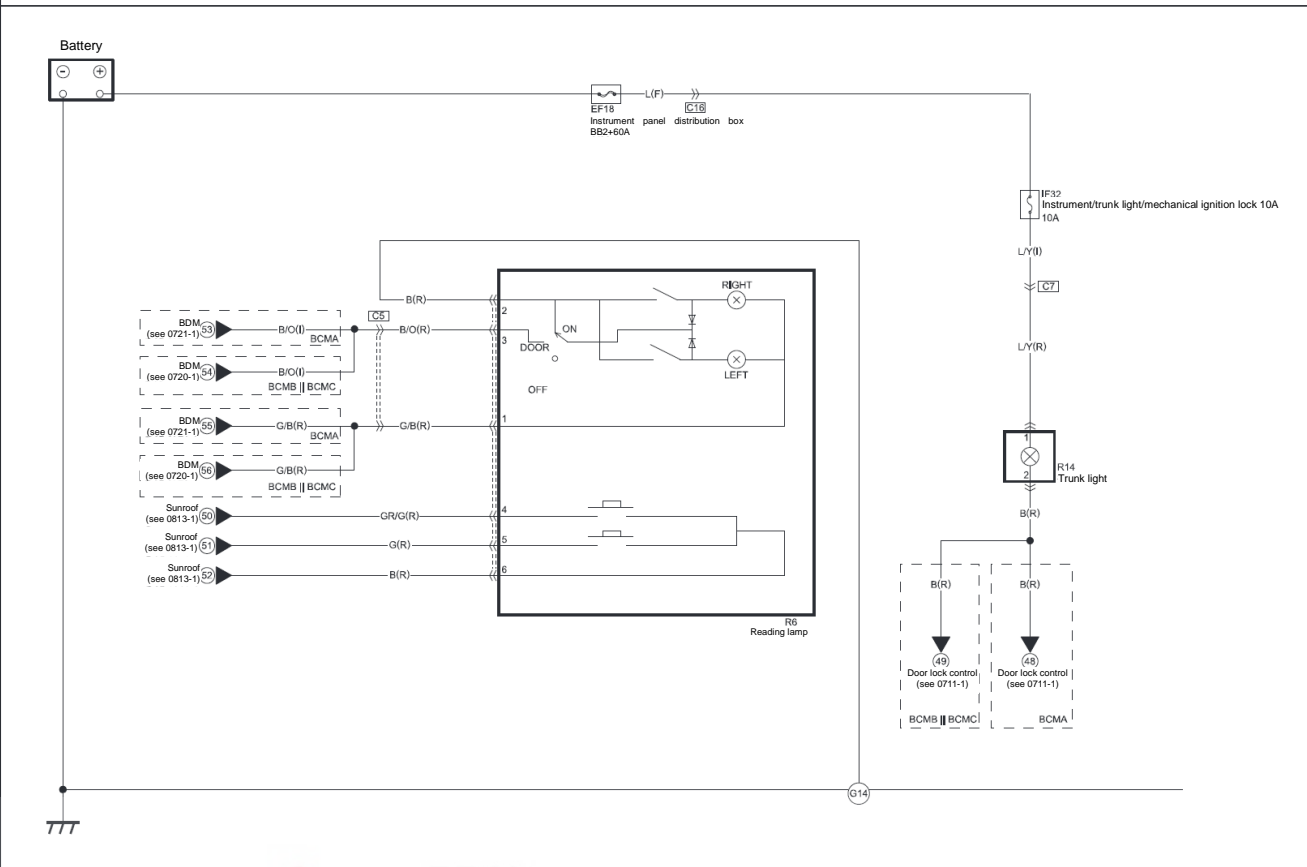 Battery
- +
L(F)
EF18
C16
Instrument panel distribution box
BB2+60A
IF32
Instrument/trunk light/mechanical ignition lock 10A
10A
L/Y(I)
C7
L/Y(R)
B(R)
RIGHT
2
C5
BDM
(see 0721-1)
53
B/O(I)
BCMA
B/O(R)
3
DOOR
ON
OFF
LEFT
BDM
(see 0720-1)
54
B/O(I)
BCMB || BCMC
BDM
(see 0721-1)
55
G/B(R)
BCMA
G/B(R)
1
BDM
(see 0720-1)
56
G/B(R)
BCMB || BCMC
Sunroof
(see 0813-1)
50
GR/G(R)
4
Sunroof
(see 0813-1)
51
G(R)
5
Sunroof
(see 0813-1)
52
B(R)
6
R6
Reading lamp
1
2
R14
Trunk light
B(R)
B(R)
B(R)
49
Door lock control
(see 0711-1)
BCMB || BCMC
48
Door lock control
(see 0711-1)
BCMA
G14